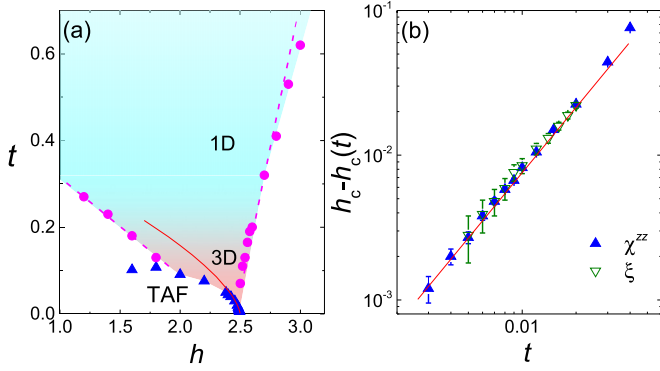 (a)
0.6
0.4
0.2
0.0
t
1D
3D
TAF
1.0 1.5 2.0 2.5 3.0
h
(b)
10⁻¹
10⁻²
10⁻³
h_c-h_c(t)
χ^zz
ξ
0.01
t